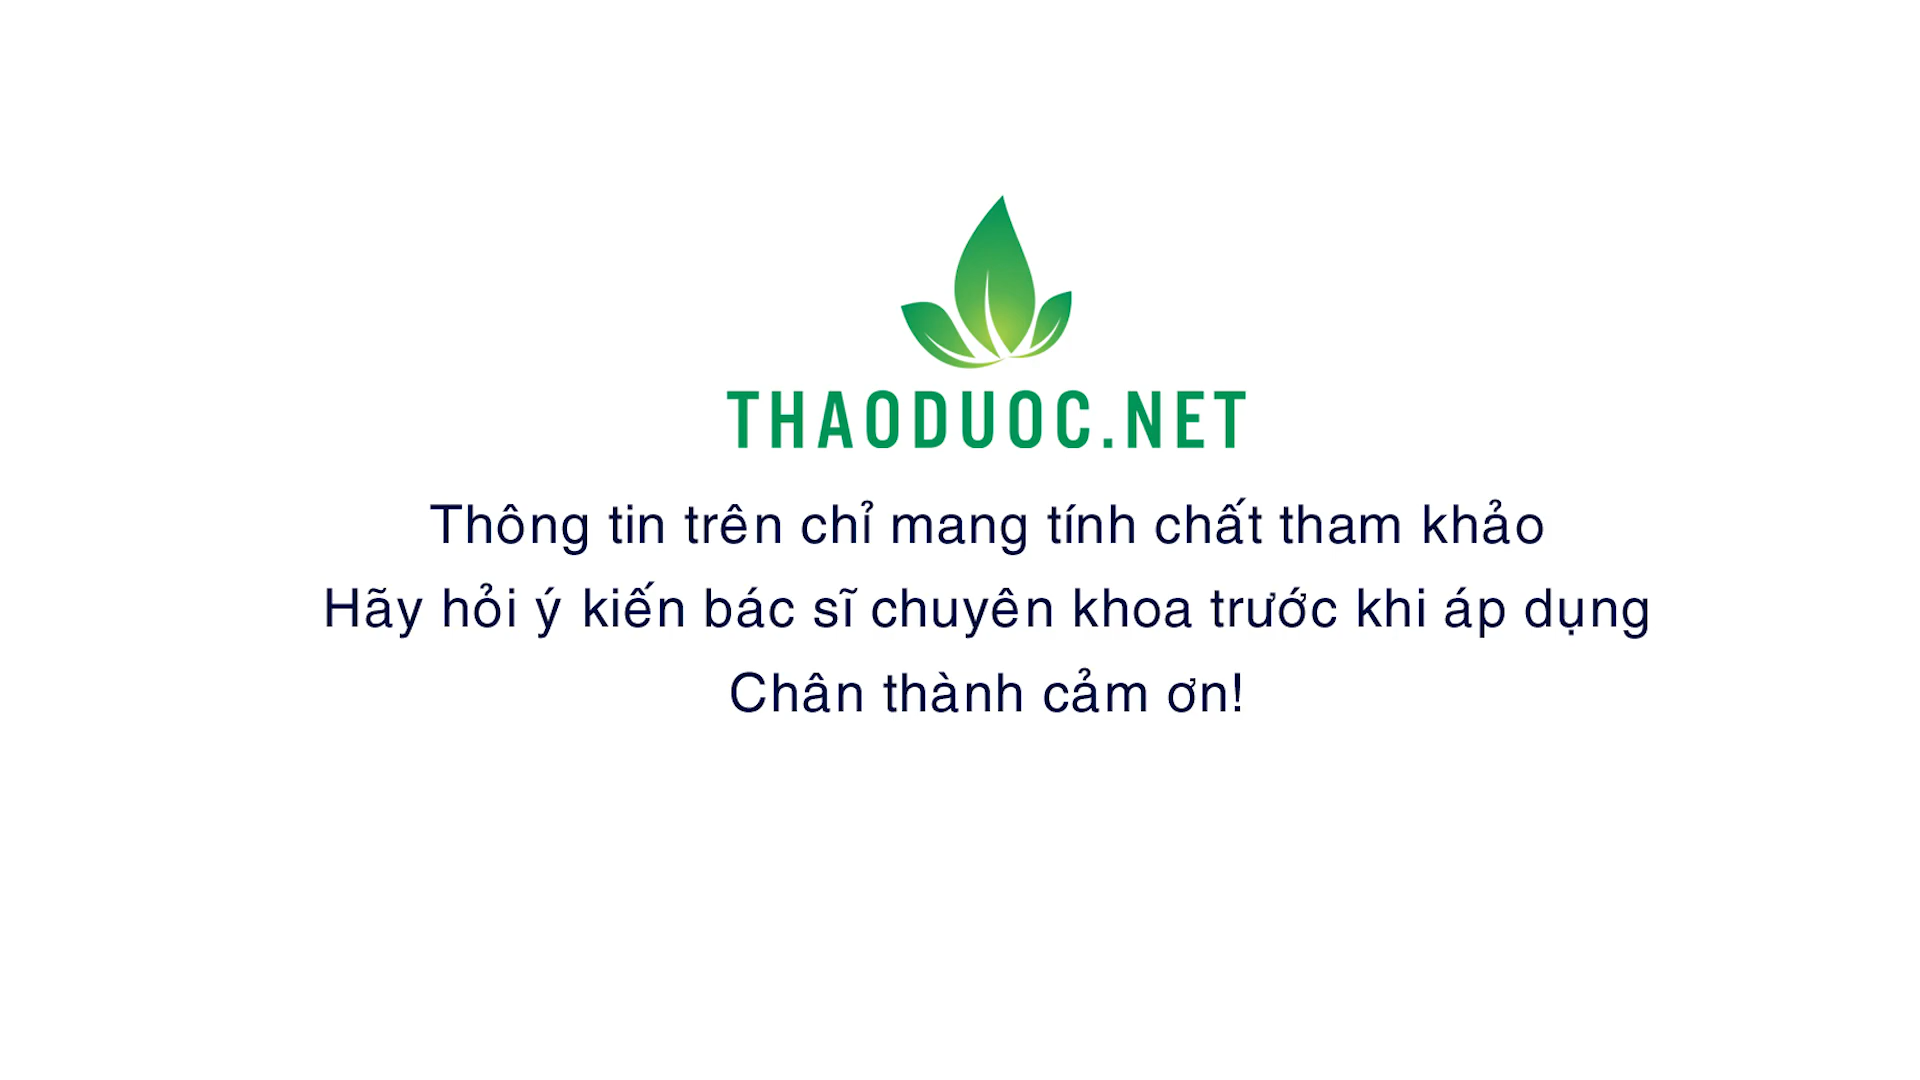 THAODUOC.NET
Thông tin trên chỉ mang tính chất tham khảo
Hãy hỏi ý kiến bác sĩ chuyên khoa trước khi áp dụng
Chân thành cảm ơn!